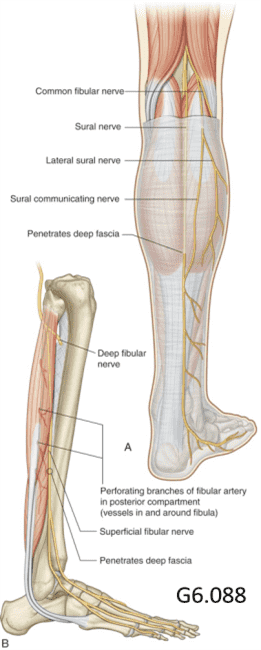 Common fibular nerve
Sural nerve
Lateral sural nerve
Sural communicating nerve
Penetrates deep fascia
Deep fibular
nerve
A
Perforating branches of fibular artery
in posterior compartment
(vessels in and around fibula)
Superficial fibular nerve
Penetrates deep fascia
G6.088
B